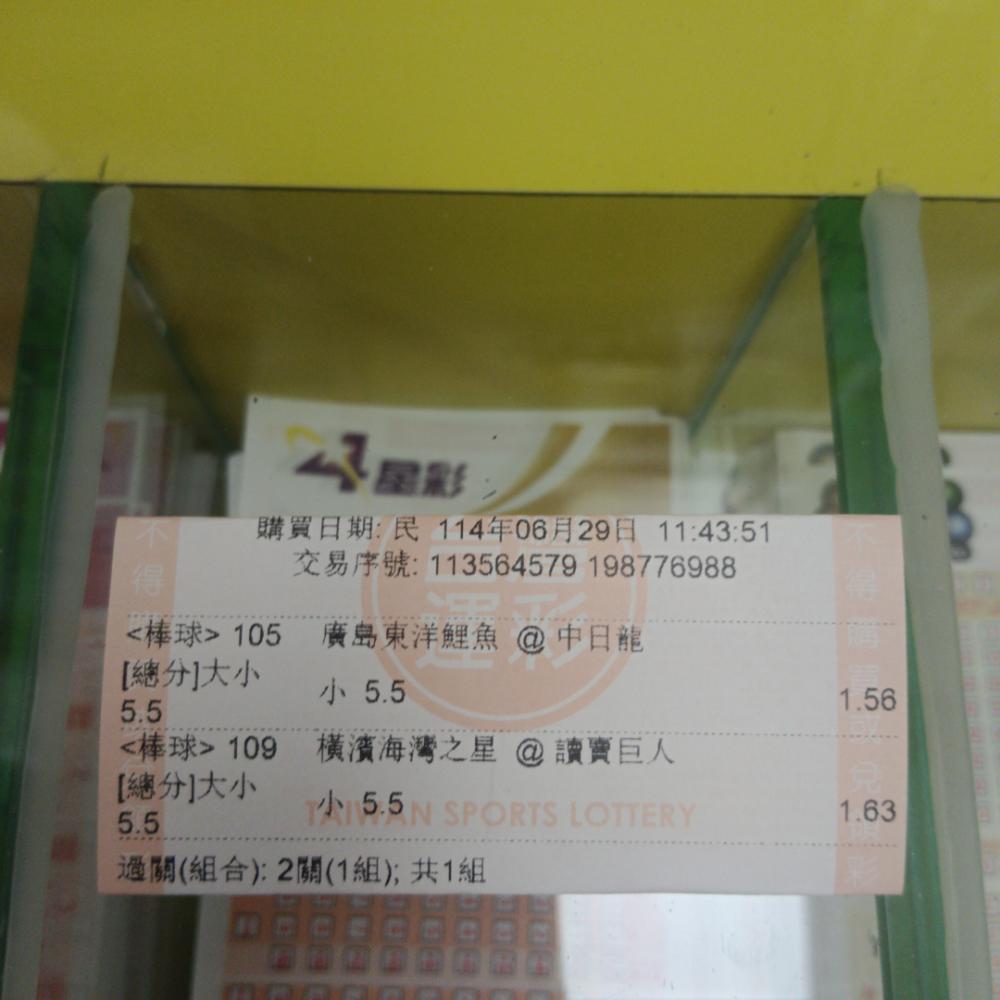 4星彩
購買日期: 民 114年06月29日 11:43:51
交易序號: 113564579 198776988
<棒球> 105 廣島東洋鯉魚 @ 中日龍
[總分]大小
5.5 小 5.5 1.56
<棒球> 109 橫濱海灣之星 @ 讀賣巨人
[總分]大小
5.5 小 5.5 1.63
TAIWAN SPORTS LOTTERY
過關(組合): 2關(1組); 共1組